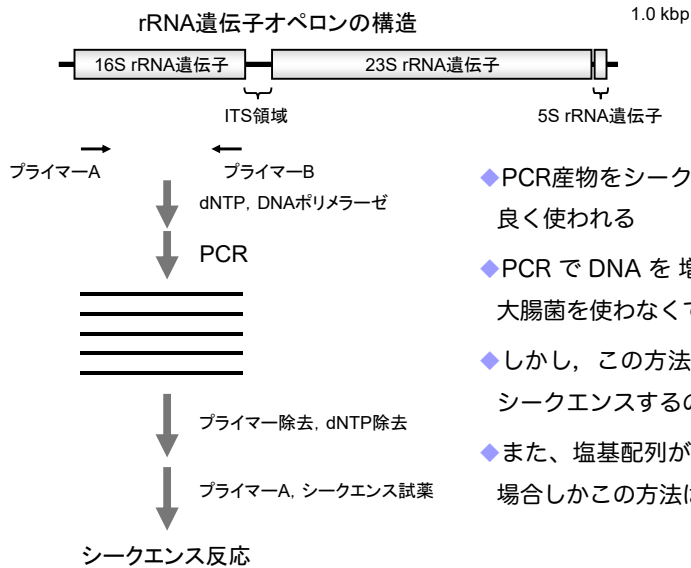 rRNA遺伝子オペロンの構造
1.0 kbp
16S rRNA遺伝子
23S rRNA遺伝子
ITS領域
5S rRNA遺伝子
プライマーA
プライマーB
dNTP, DNAポリメラーゼ
PCR
プライマー除去, dNTP除去
プライマーA, シークエンス試薬
シークエンス反応
◆PCR産物をシーク
良く使われる
◆PCR で DNA を 増
大腸菌を使わなくて
◆しかし，この方法
シークエンスするの
◆また、塩基配列が
場合しかこの方法は